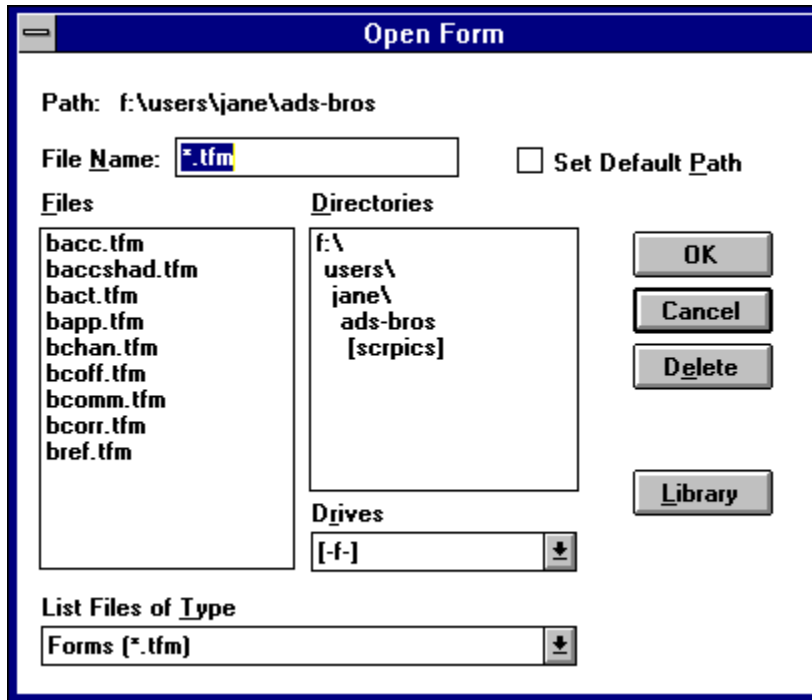 Open Form
Path: f:\users\jane\ads-bros
File Name: *.tfm
Set Default Path
Files
bacc.tfm
baccshad.tfm
bact.tfm
bapp.tfm
bchan.tfm
bcoff.tfm
bcomm.tfm
bcorr.tfm
bref.tfm
Directories
f:\
users\
jane\
ads-bros
[scrpics]
Drives
[-f-]
OK
Cancel
Delete
Library
List Files of Type
Forms (*.tfm)